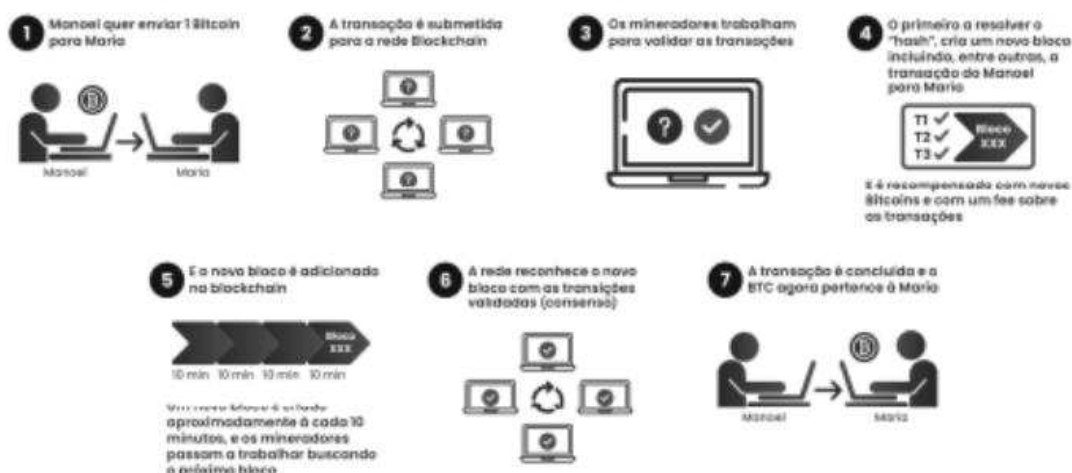 1
Manoel quer enviar 1 Bitcoin
para Maria
Manoel
Maria
2
A transação é submetida
para a rede Blockchain
3
Os mineradores trabalham
para validar as transações
4
O primeiro a resolver o
"hash", cria um novo bloco
incluindo, entre outras, a
transação do Manoel
para Maria
T1
T2
T3
Bloco
XXX
E é recompensado com novos
Bitcoins e com um fee sobre
as transações
5
E o novo bloco é adicionado
na blockchain
Bloco
XXX
10 min 10 min 10 min 10 min
aproximadamente à cada 10
minutos, e os mineradores
passam a trabalhar buscando
o próximo bloco
6
A rede reconhece o novo
bloco com as transições
validadas (consenso)
7
A transação é concluída e o
BTC agora pertence à Maria
Manoel
Maria